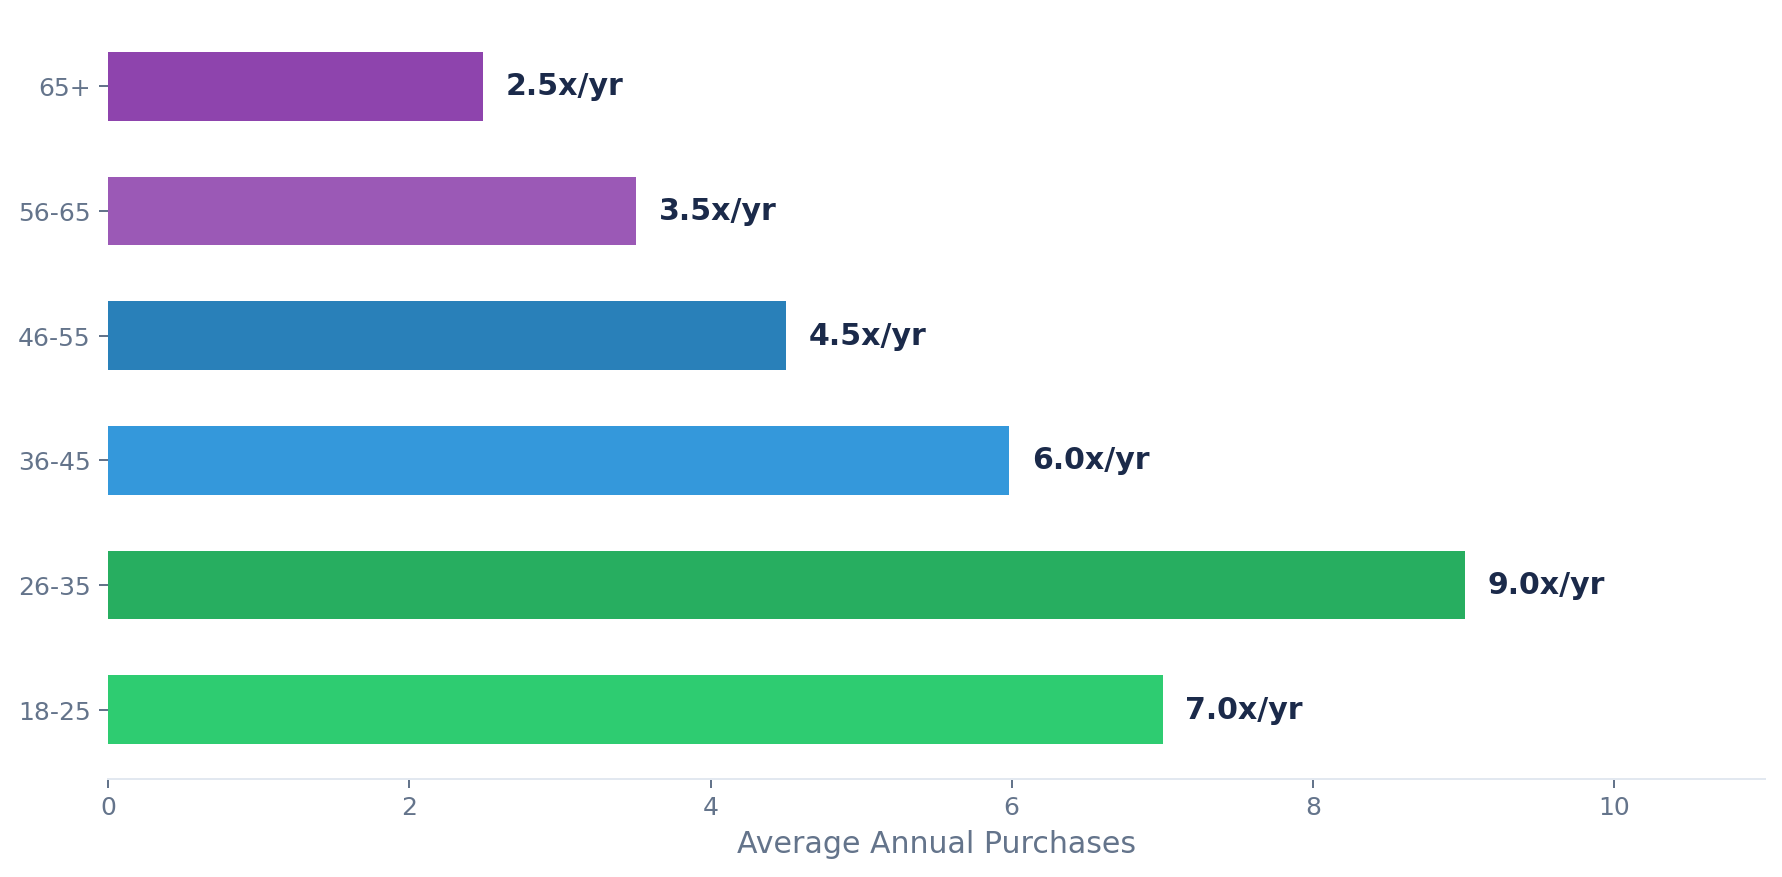 65+ 2.5x/yr
56-65 3.5x/yr
46-55 4.5x/yr
36-45 6.0x/yr
26-35 9.0x/yr
18-25 7.0x/yr
0 2 4 6 8 10
Average Annual Purchases